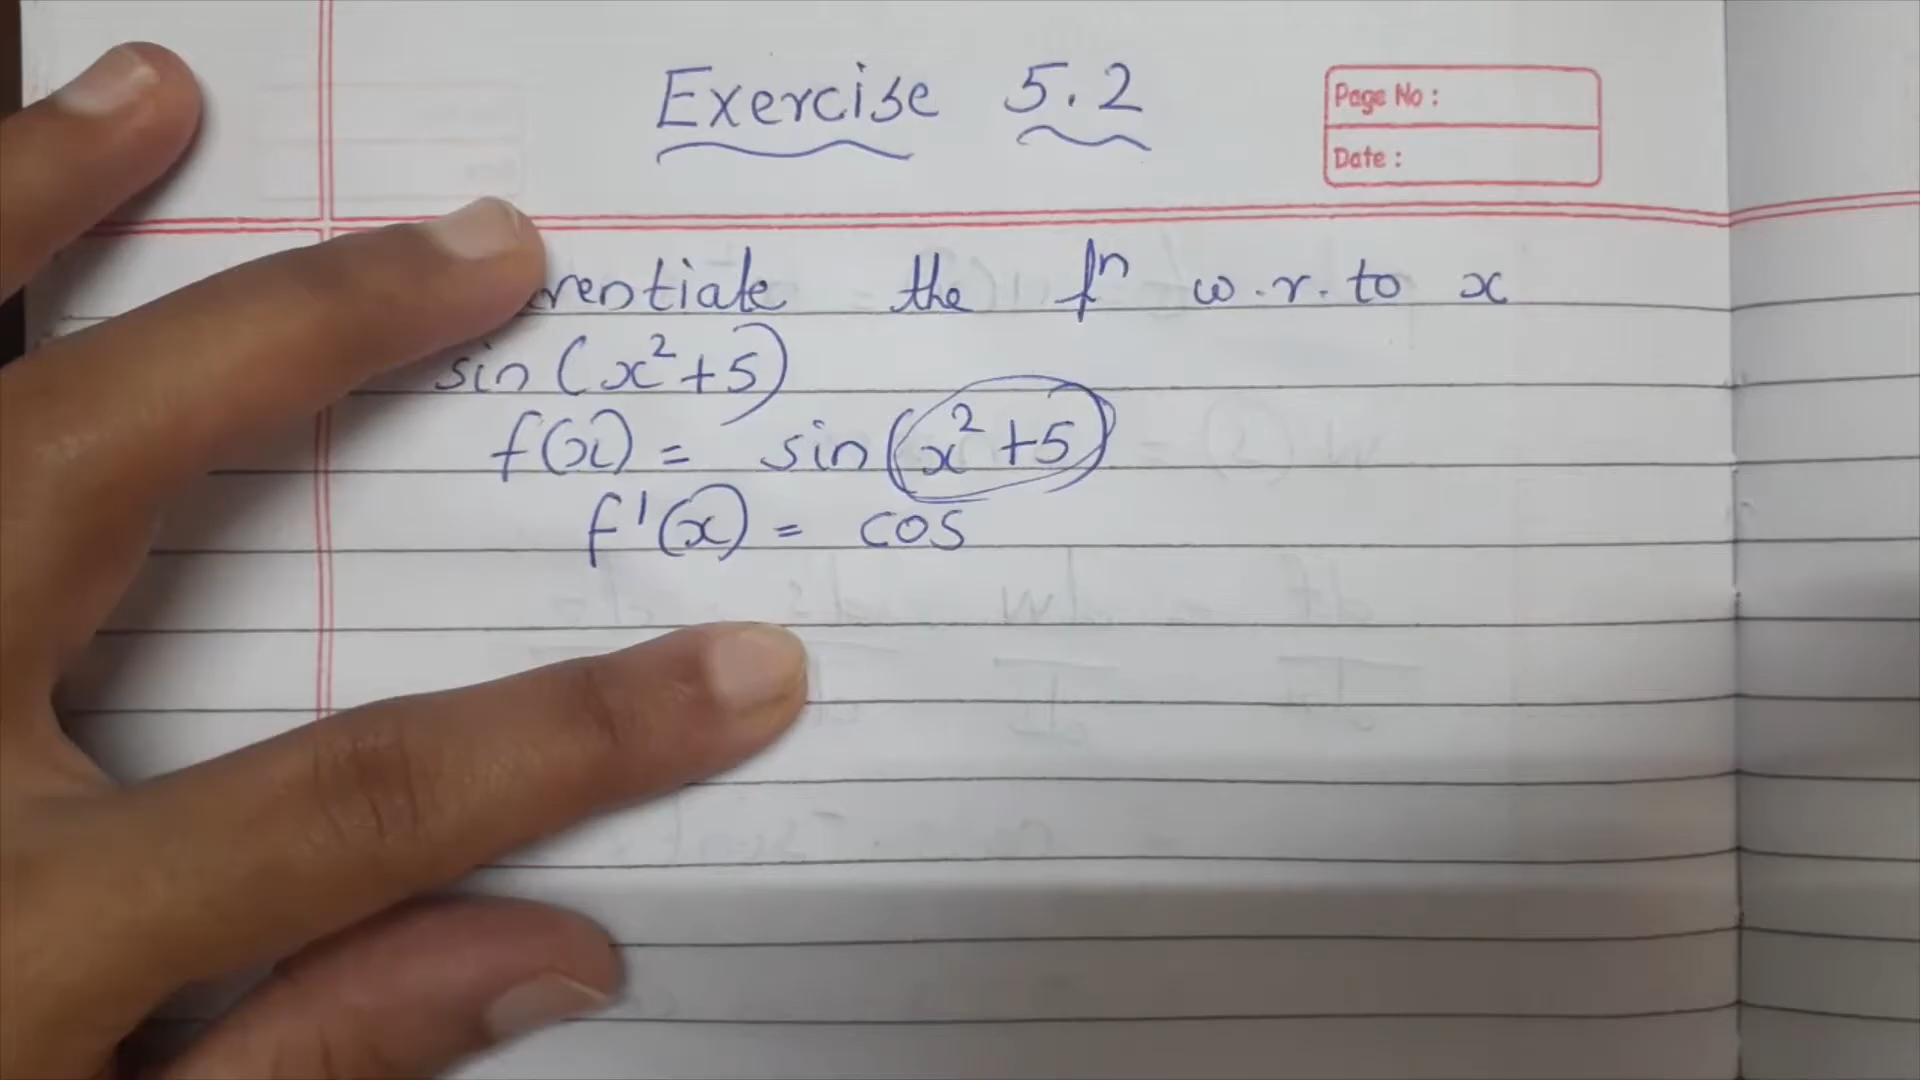 Exercise 5.2
Page No :
Date :
rentiate the fⁿ w.r.to x
sin (x²+5)
f(x) = sin(x²+5)
f'(x) = cos